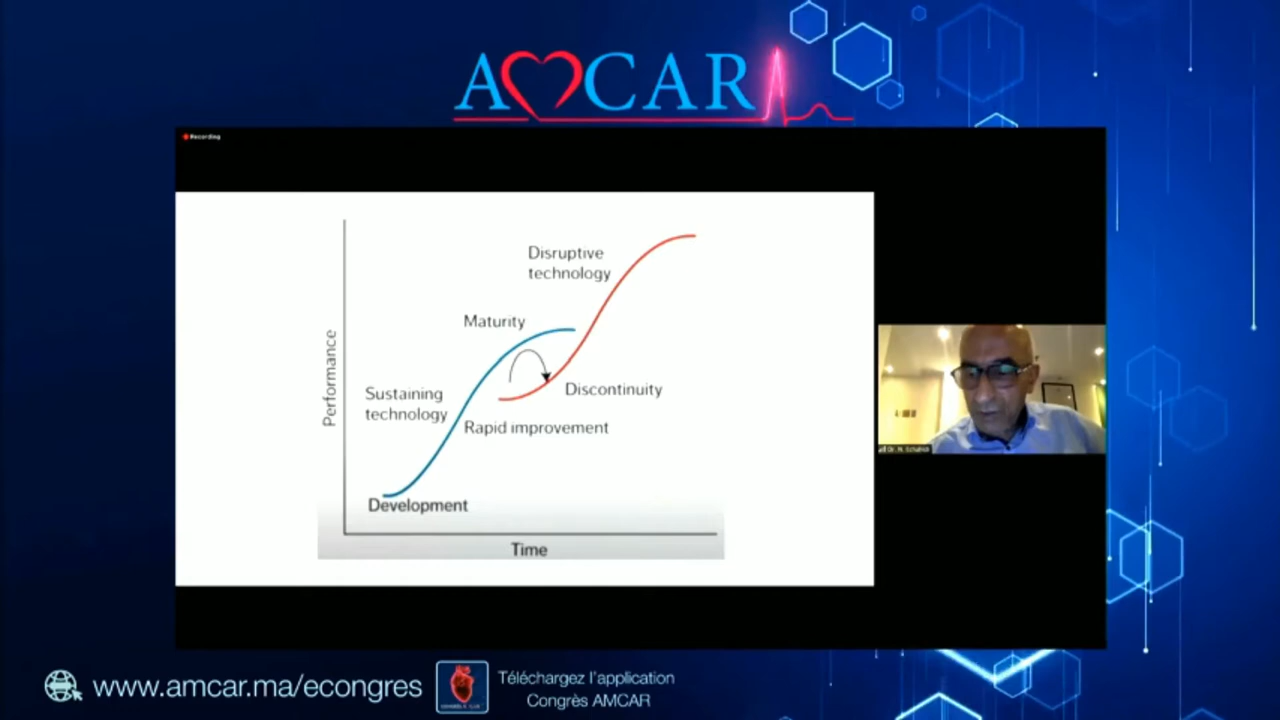 AMCAR
Recording
Disruptive
technology
Maturity
Performance
Sustaining
technology
Discontinuity
Rapid improvement
Development
Time
www.amcar.ma/econgres
Téléchargez l'application
Congrès AMCAR